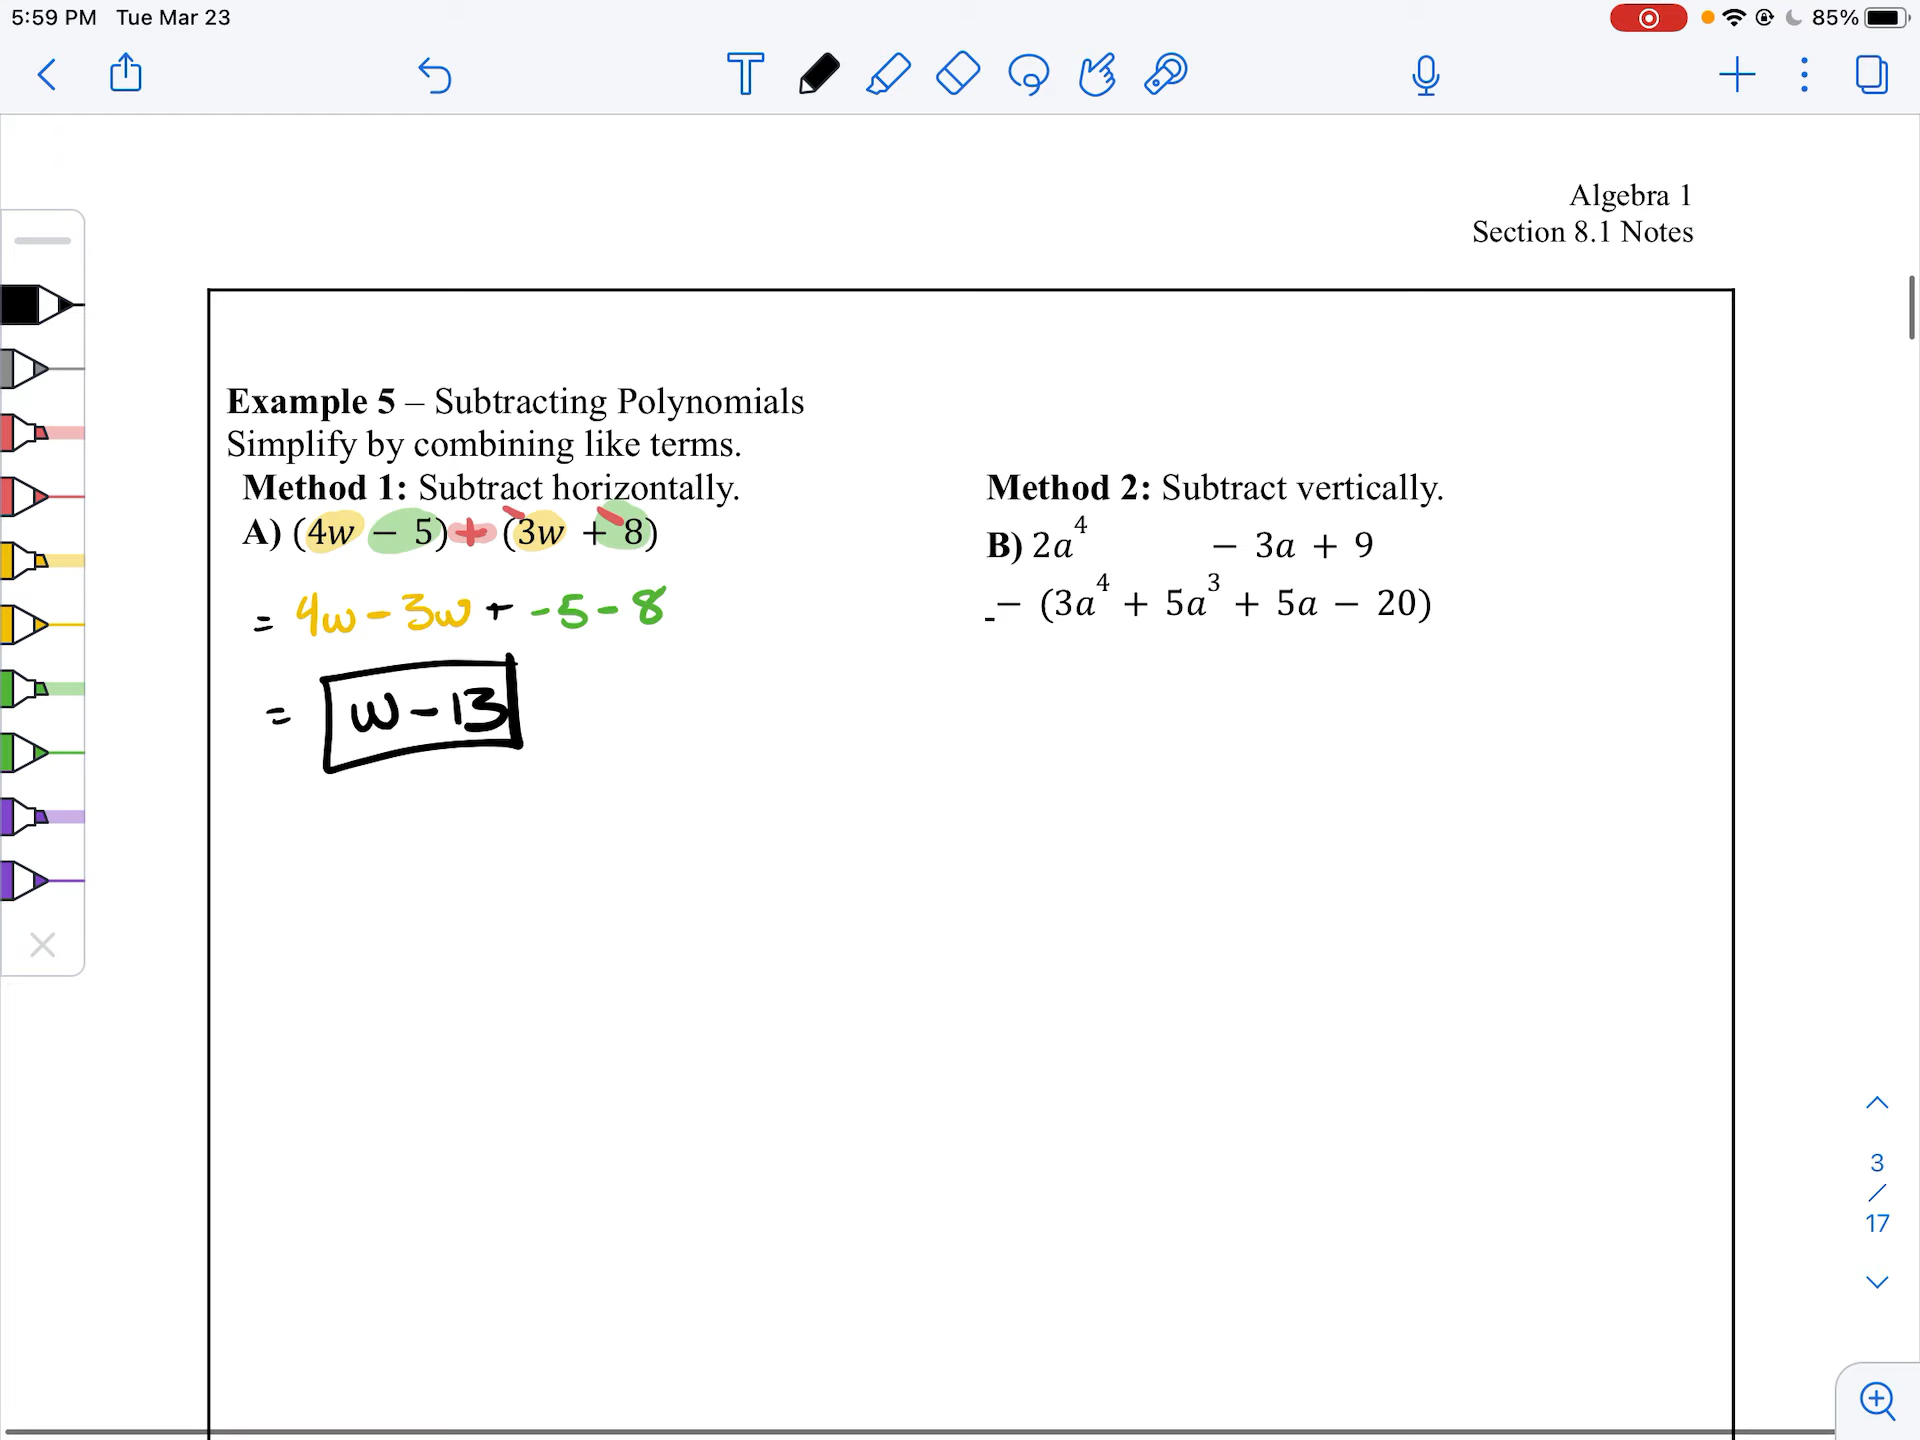 5:59 PM Tue Mar 23
85%
Algebra 1
Section 8.1 Notes
Example 5 – Subtracting Polynomials
Simplify by combining like terms.
Method 1: Subtract horizontally.
A) (4w − 5) + (3w + 8)
= 4w - 3w + -5 - 8
= w - 13
Method 2: Subtract vertically.
B) 2a⁴ − 3a + 9
− (3a⁴ + 5a³ + 5a − 20)
3
/
17